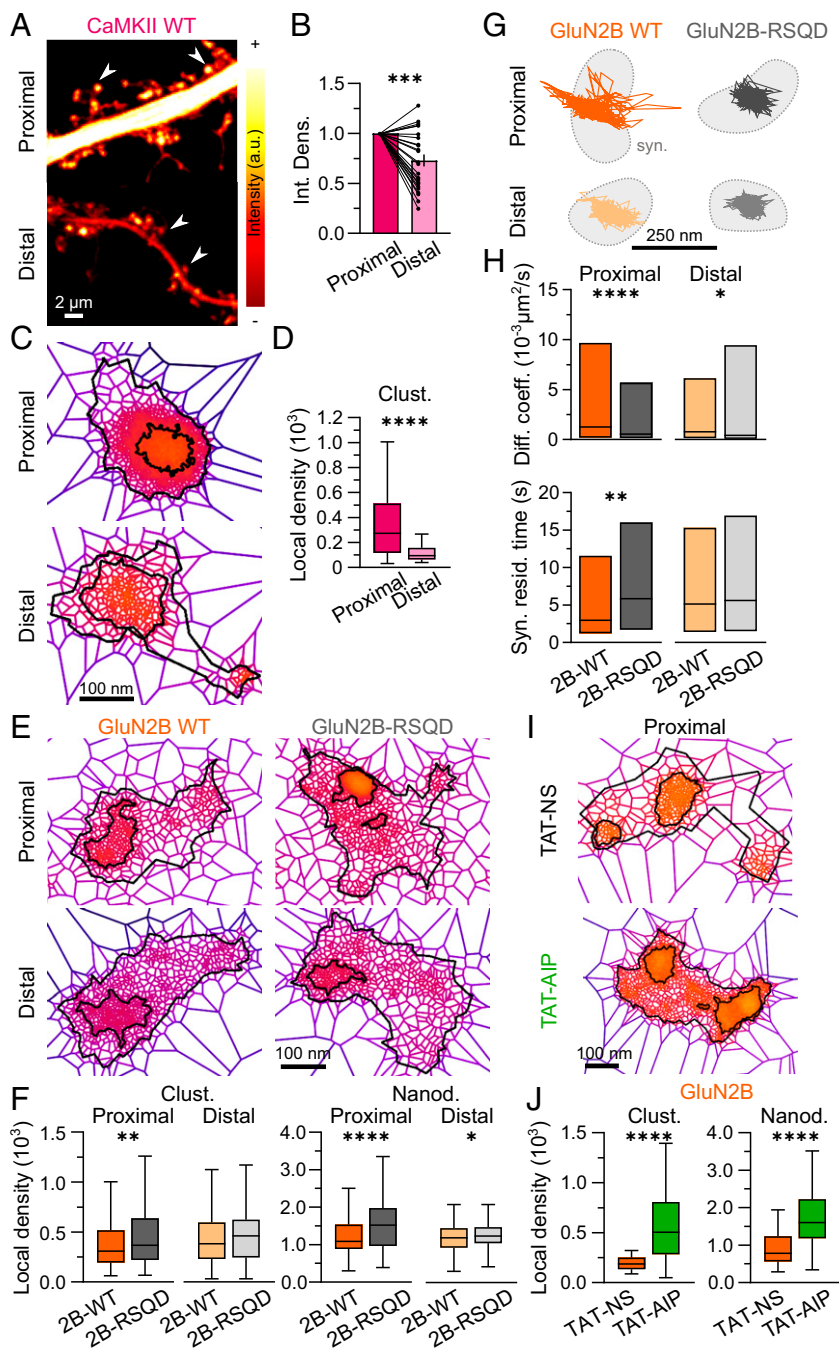 A
CaMKII WT
Proximal
Distal
2 µm
+
Intensity (a.u.)
-
B
***
Int. Dens.
1.5
1.0
0.5
0.0
Proximal
Distal
C
Proximal
Distal
100 nm
D
Clust.
****
Local density (10³)
1.2
1.0
0.8
0.6
0.4
0.2
0
Proximal
Distal
E
GluN2B WT
GluN2B-RSQD
Proximal
Distal
100 nm
F
Clust.
Proximal
Distal
**
Local density (10³)
1.5
1.0
0.5
0.0
2B-WT
2B-RSQD
2B-WT
2B-RSQD
Nanod.
Proximal
Distal
****
*
4.0
3.0
2.0
1.0
0.0
2B-WT
2B-RSQD
2B-WT
2B-RSQD
G
GluN2B WT
GluN2B-RSQD
Proximal
syn.
Distal
250 nm
H
Proximal
Distal
****
*
Diff. coeff. (10⁻³µm²/s)
15
10
5
0
**
Syn. resid. time (s)
20
15
10
5
0
2B-WT
2B-RSQD
2B-WT
2B-RSQD
I
Proximal
TAT-NS
TAT-AIP
100 nm
J
GluN2B
Clust.
****
Local density (10³)
1.5
1.0
0.5
0.0
TAT-NS
TAT-AIP
Nanod.
****
4.0
3.0
2.0
1.0
0.0
TAT-NS
TAT-AIP